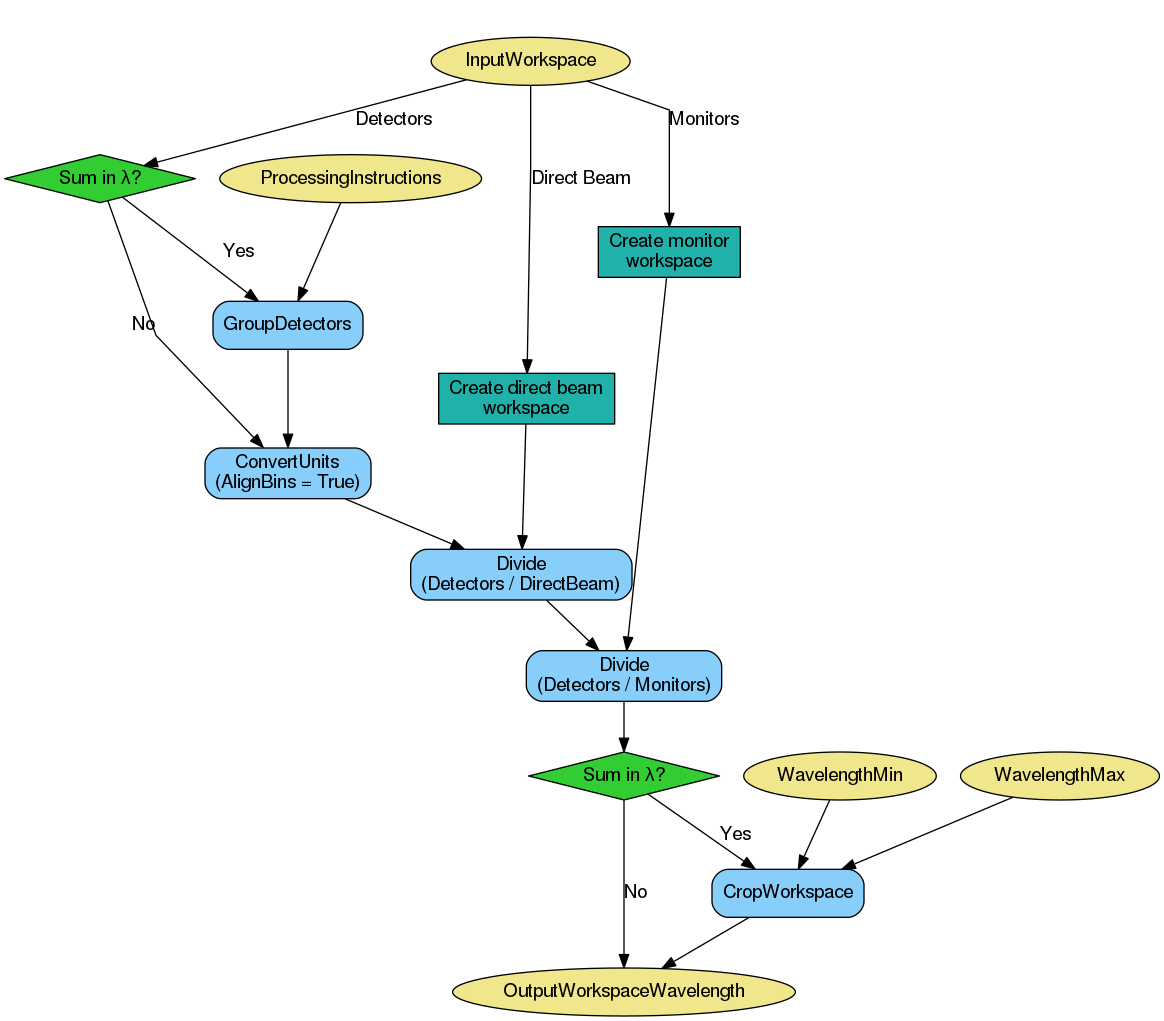 InputWorkspace
Detectors
Monitors
Sum in λ?
ProcessingInstructions
Direct Beam
Create monitor
workspace
Yes
No
GroupDetectors
Create direct beam
workspace
ConvertUnits
(AlignBins = True)
Divide
(Detectors / DirectBeam)
Divide
(Detectors / Monitors)
Sum in λ?
WavelengthMin
WavelengthMax
Yes
No
CropWorkspace
OutputWorkspaceWavelength